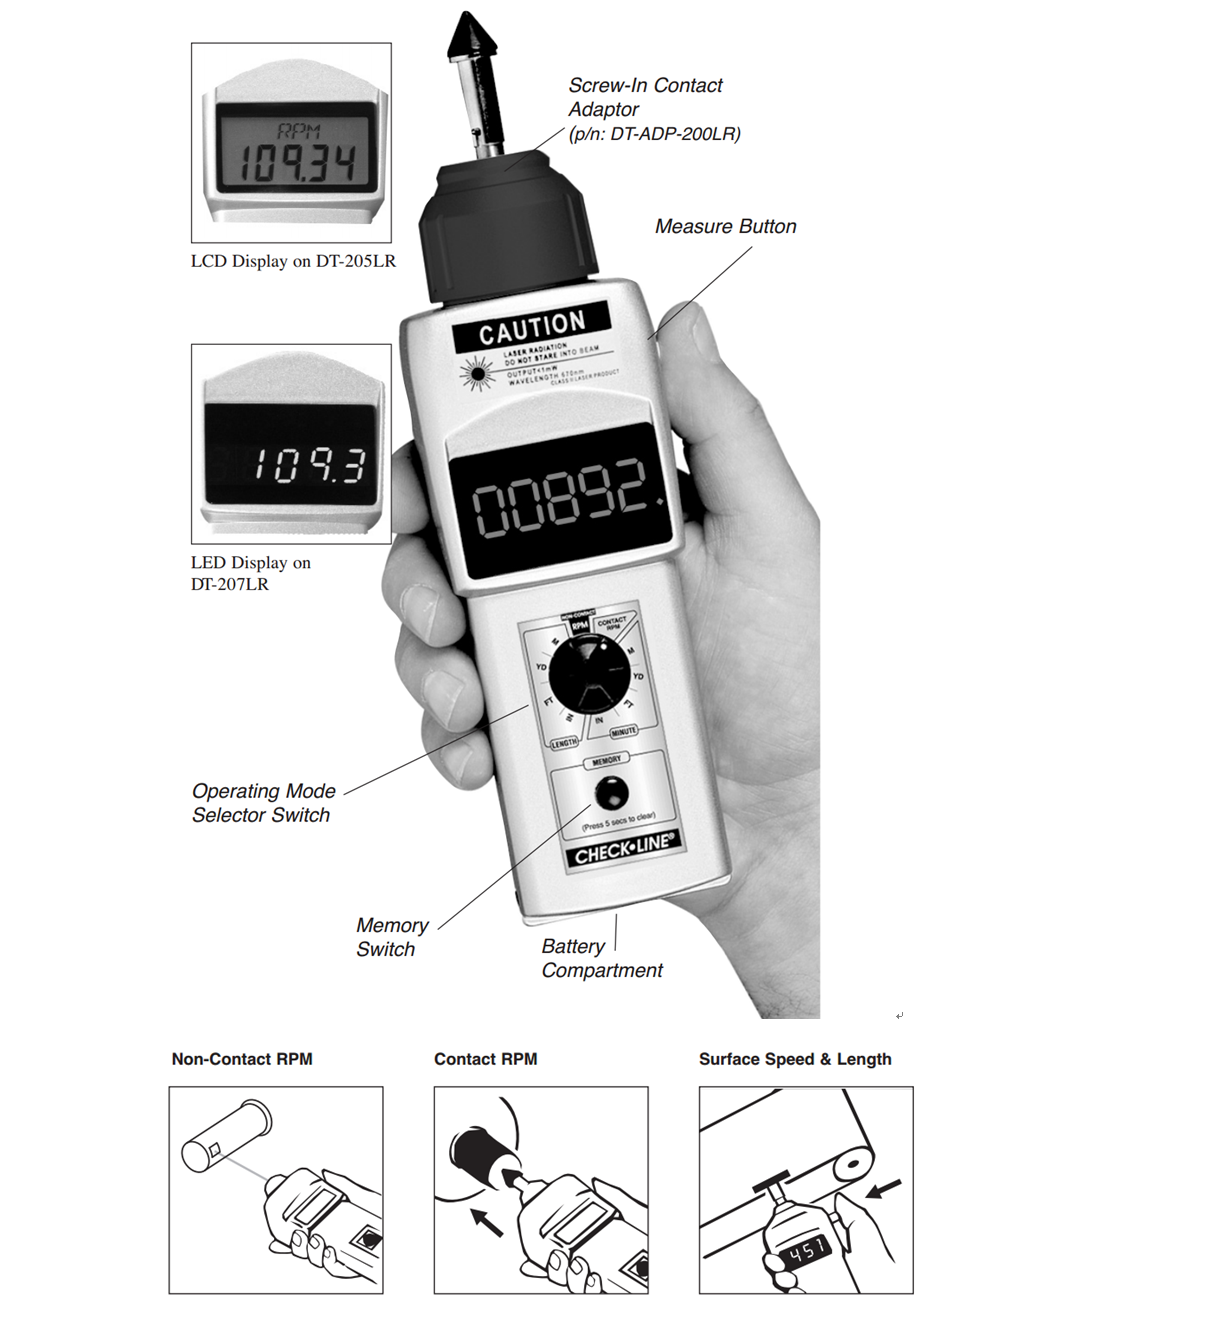 Screw-In Contact
Adaptor
(p/n: DT-ADP-200LR)
RPM
109.34
LCD Display on DT-205LR
Measure Button
CAUTION
LASER RADIATION
DO NOT STARE INTO BEAM
OUTPUT<1mW
WAVELENGTH 670nm
CLASS II LASER PRODUCT
109.3
LED Display on
DT-207LR
00892
NON-CONTACT
RPM
CONTACT
RPM
M
M
YD
YD
FT
FT
IN
IN
LENGTH
MINUTE
MEMORY
(Press 5 secs to clear)
CHECK•LINE®
Operating Mode
Selector Switch
Memory
Switch
Battery
Compartment
Non-Contact RPM
Contact RPM
Surface Speed & Length
451